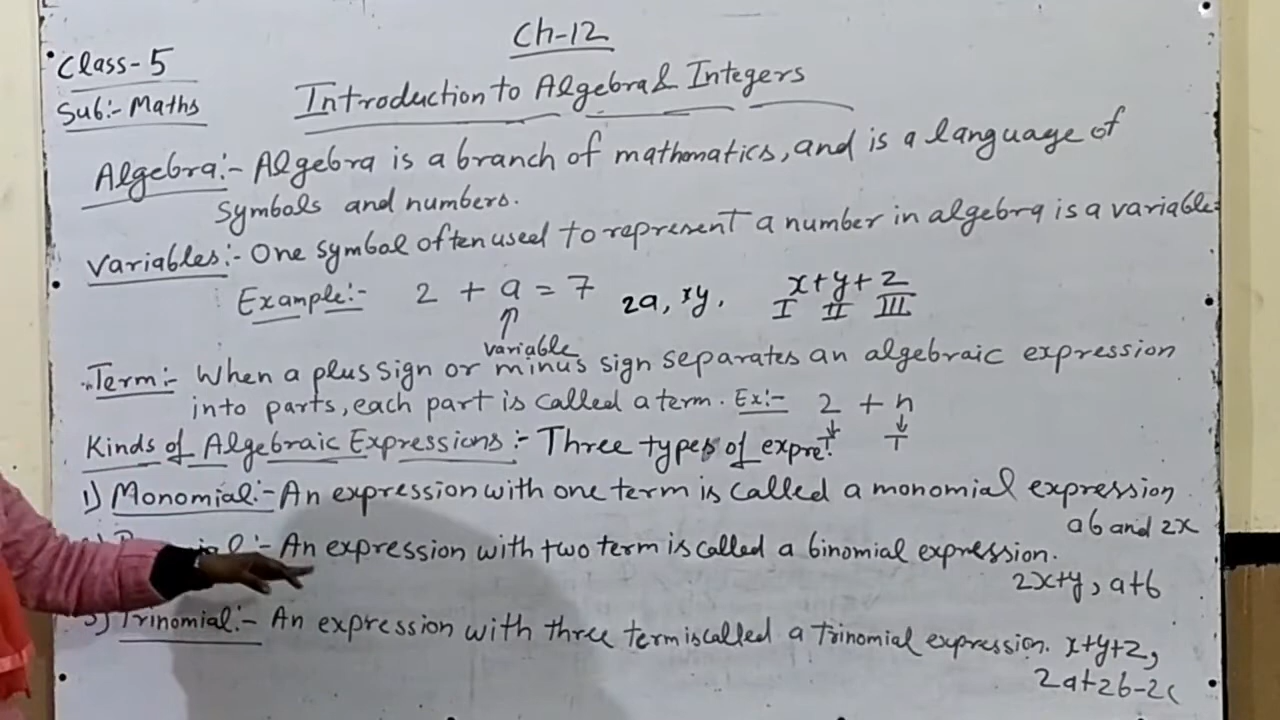 Ch-12
Class-5
Sub:- Maths
Introduction to Algebra & Integers
Algebra:- Algebra is a branch of mathematics, and is a language of
symbols and numbers.
Variables:- One symbol often used to represent a number in algebra is a variable.
Example:- 2 + a = 7 2a, xy. x+y+z
I II III
↑
variable
Term:- When a plus sign or minus sign separates an algebraic expression
into parts, each part is called a term. Ex:- 2 + n
↓ ↓
T T
Kinds of Algebraic Expressions:- Three types of expre.
1) Monomial:- An expression with one term is called a monomial expression
ab and 2x
An expression with two term is called a binomial expression.
2x+y, a+b
3) Trinomial:- An expression with three term is called a trinomial expression. x+y+z,
2a+2b-2c